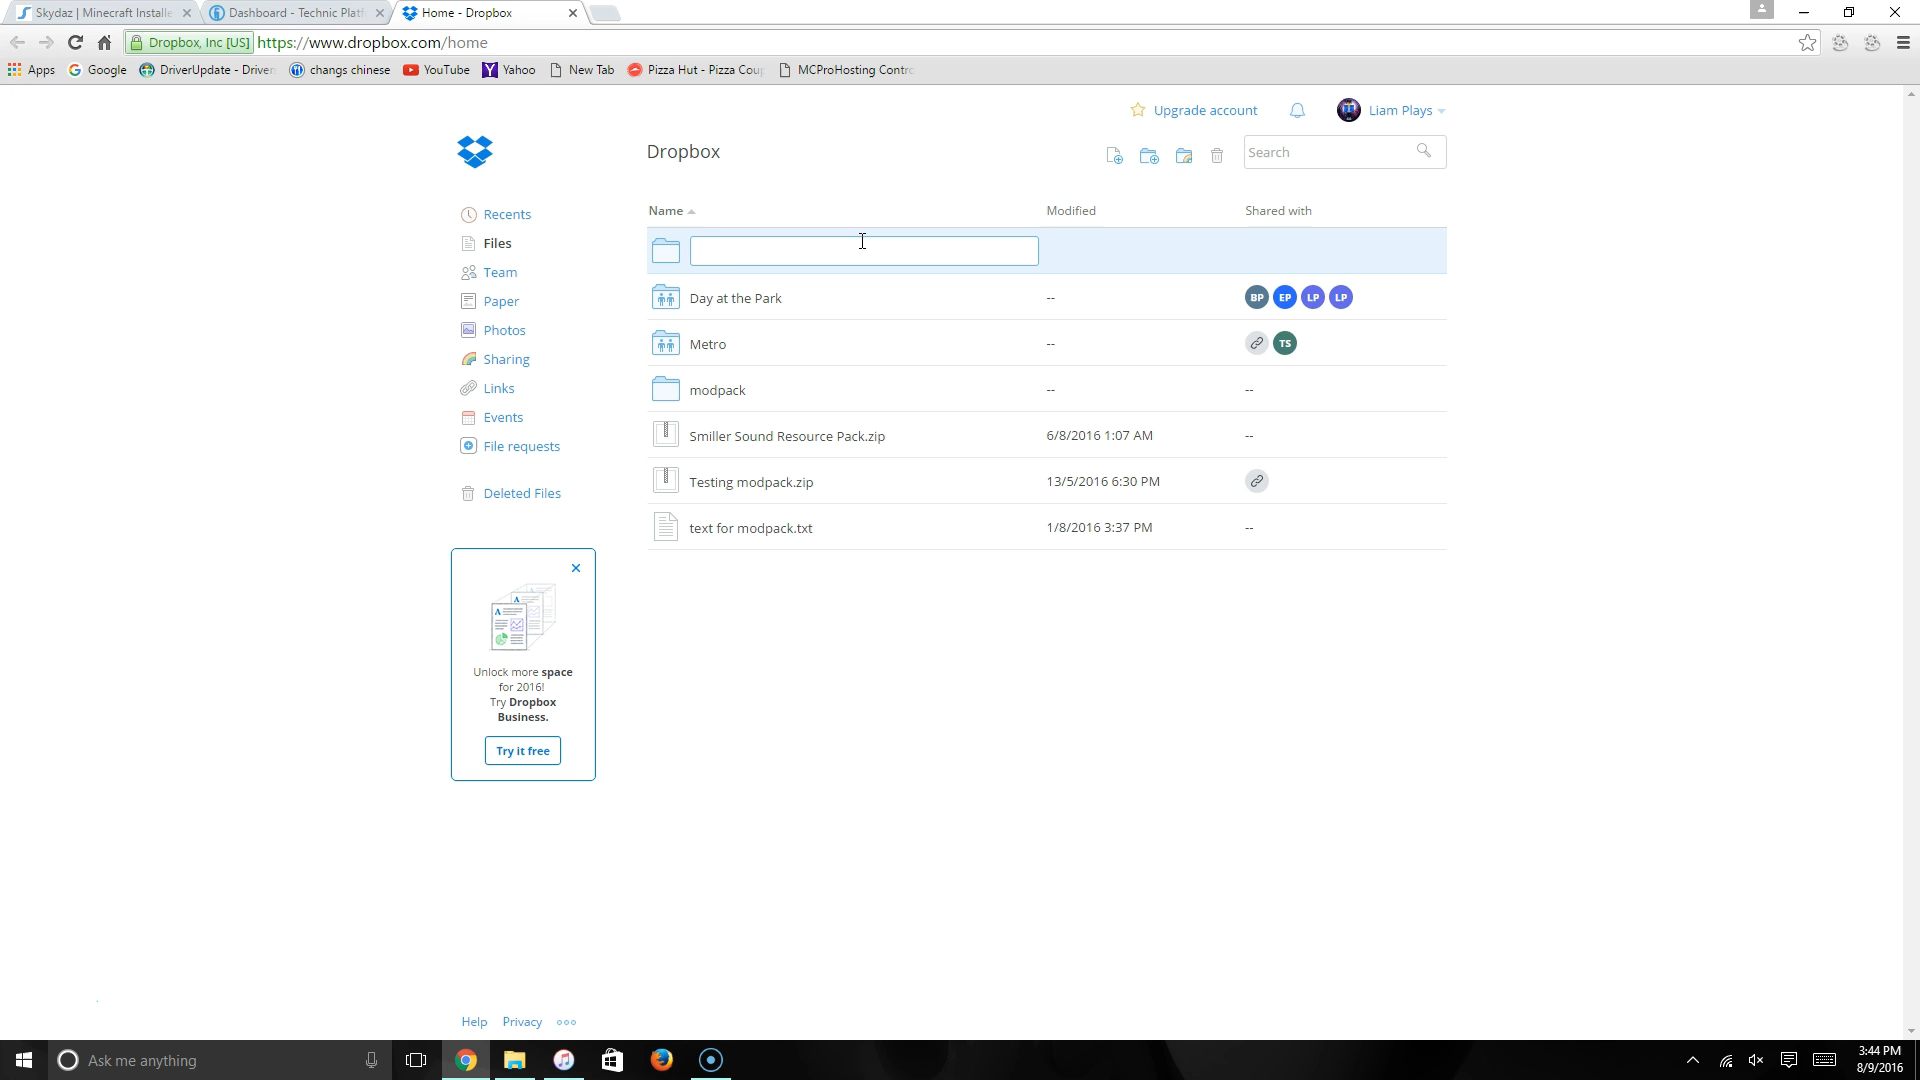 Skydaz | Minecraft Installe
Dashboard - Technic Platf
Home - Dropbox
Dropbox, Inc [US] https://www.dropbox.com/home
Apps Google DriverUpdate - Driver changs chinese YouTube Yahoo New Tab Pizza Hut - Pizza Cou MCProHosting Contro
Upgrade account Liam Plays
Dropbox
Search
Name Modified Shared with
Recents
Files
Team
Paper
Photos
Sharing
Links
Events
File requests
Deleted Files
Day at the Park -- BP EP LP LP
Metro -- TS
modpack -- --
Smiller Sound Resource Pack.zip 6/8/2016 1:07 AM --
Testing modpack.zip 13/5/2016 6:30 PM
text for modpack.txt 1/8/2016 3:37 PM --
Unlock more space
for 2016!
Try Dropbox
Business.
Try it free
Help Privacy
Ask me anything
3:44 PM
8/9/2016